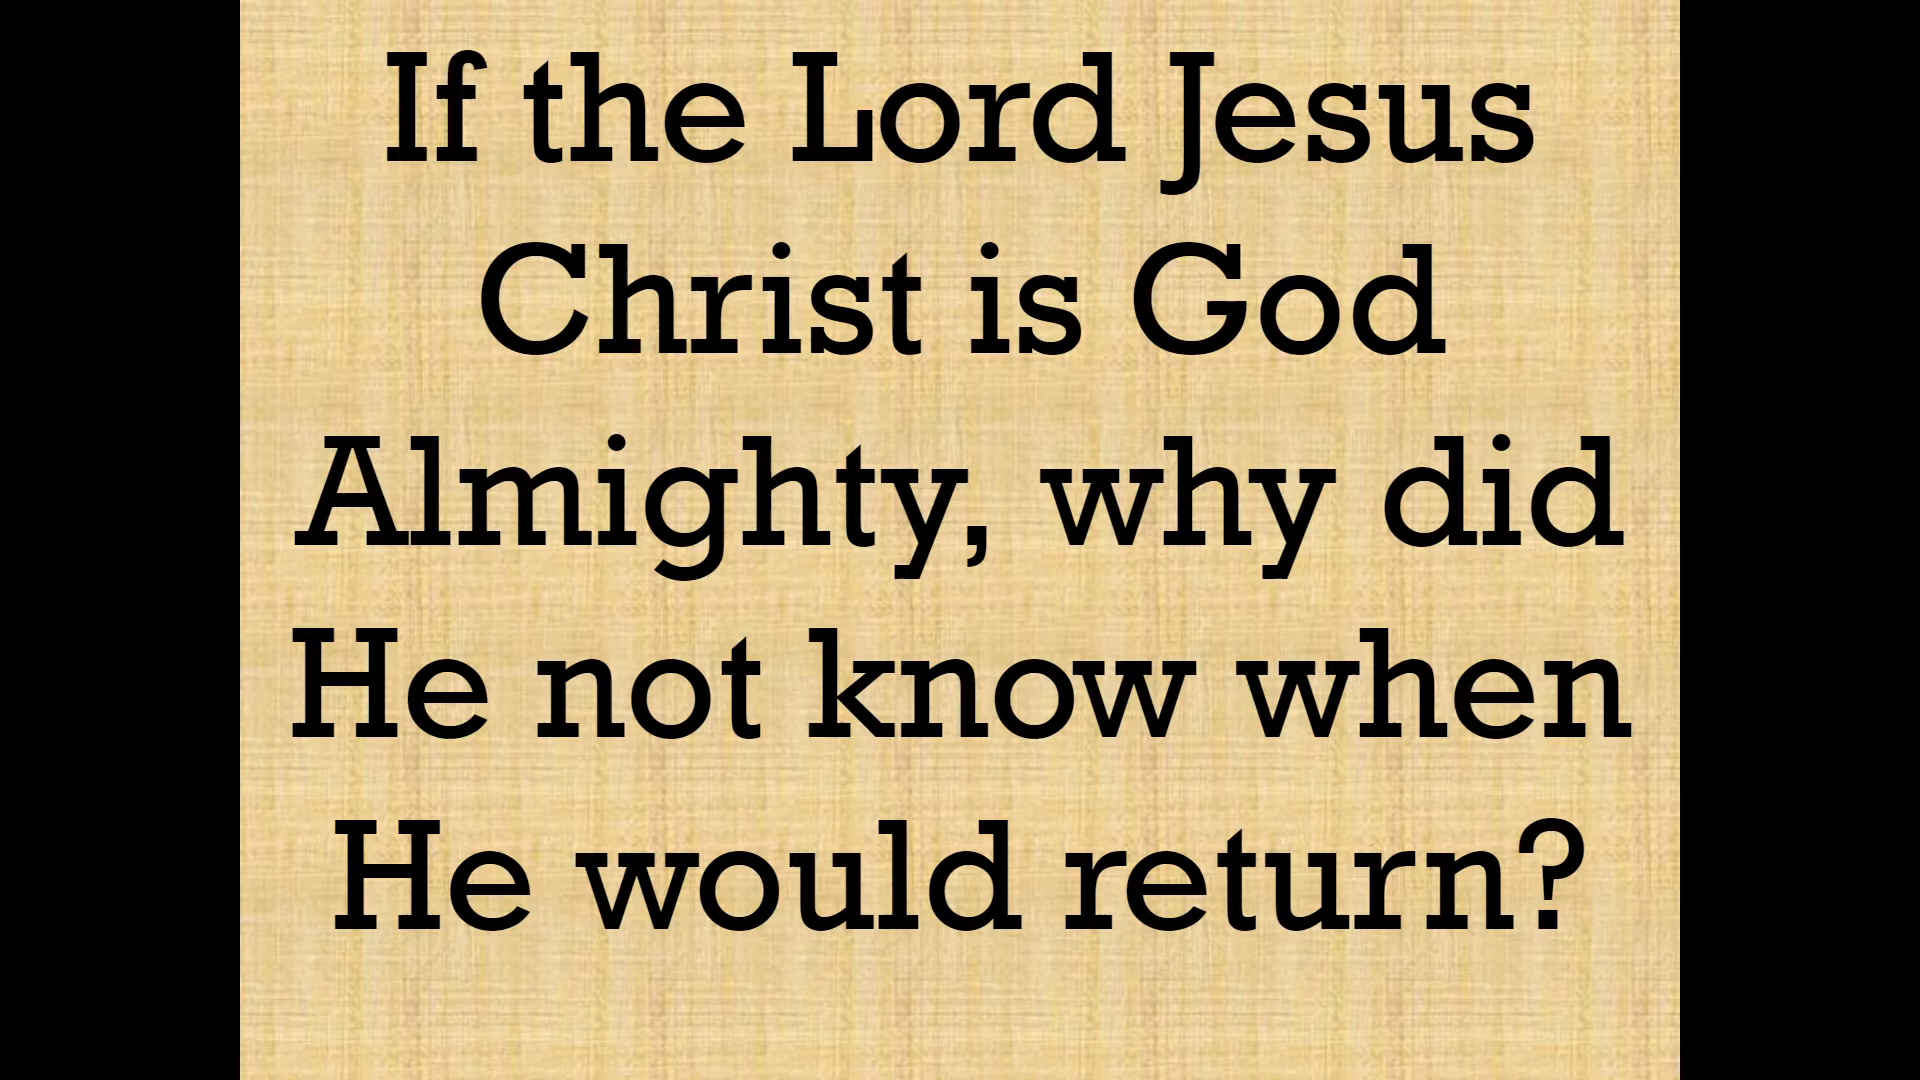 If the Lord Jesus
Christ is God
Almighty, why did
He not know when
He would return?